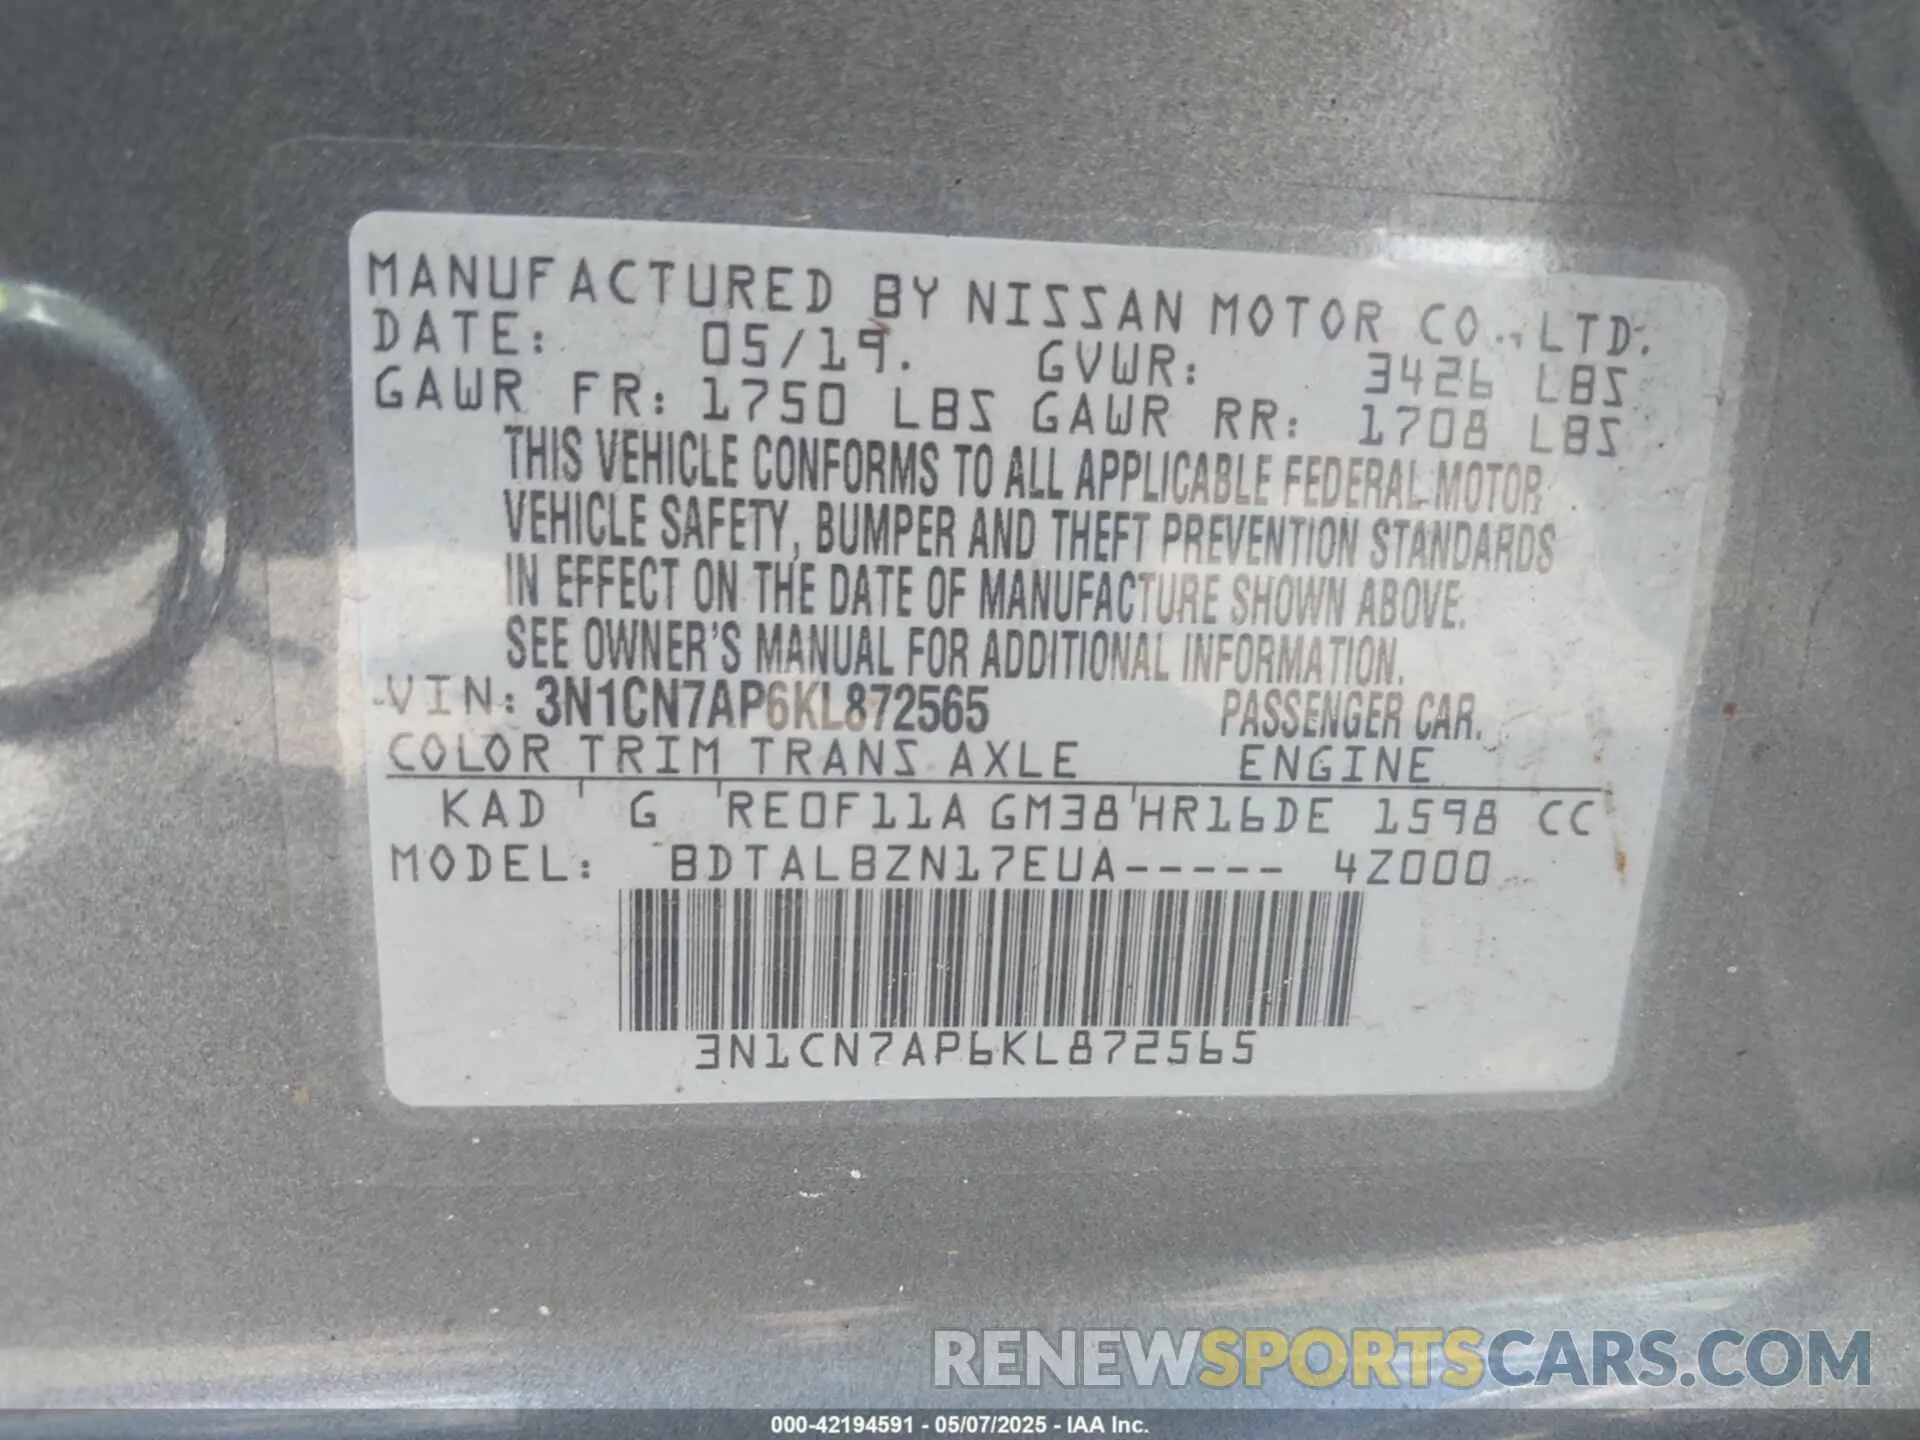 MANUFACTURED BY NISSAN MOTOR CO., LTD.
DATE: 05/19. GVWR: 3426 LBS
GAWR FR: 1750 LBS GAWR RR: 1708 LBS
THIS VEHICLE CONFORMS TO ALL APPLICABLE FEDERAL MOTOR
VEHICLE SAFETY, BUMPER AND THEFT PREVENTION STANDARDS
IN EFFECT ON THE DATE OF MANUFACTURE SHOWN ABOVE.
SEE OWNER'S MANUAL FOR ADDITIONAL INFORMATION.
VIN: 3N1CN7AP6KL872565 PASSENGER CAR.
COLOR TRIM TRANS AXLE ENGINE
KAD G RE0F11A GM38 HR16DE 1598 CC
MODEL: BDTALBZN17EUA----- 4Z000
3N1CN7AP6KL872565
RENEWSPORTSCARS.COM
000-42194591 - 05/07/2025 - IAA Inc.